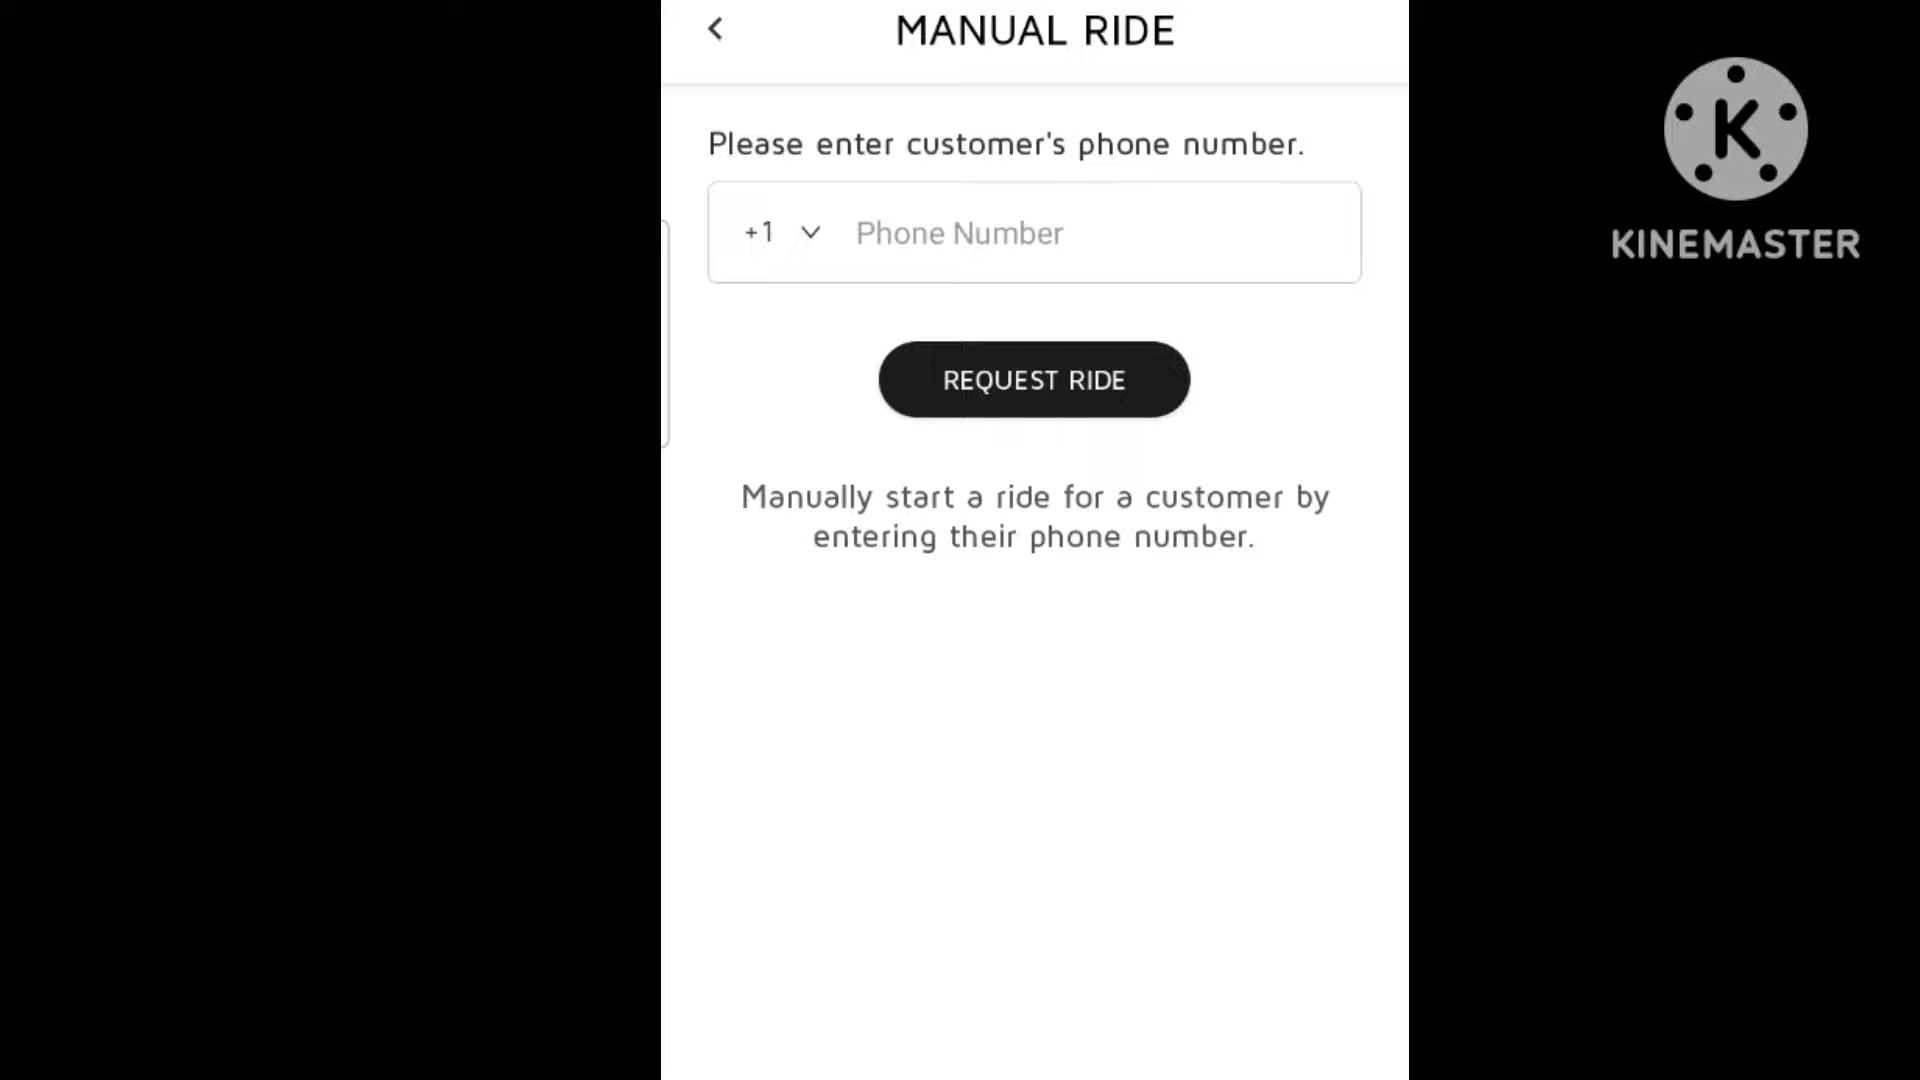 MANUAL RIDE
Please enter customer's phone number.
+1 Phone Number
REQUEST RIDE
Manually start a ride for a customer by
entering their phone number.
K
KINEMASTER